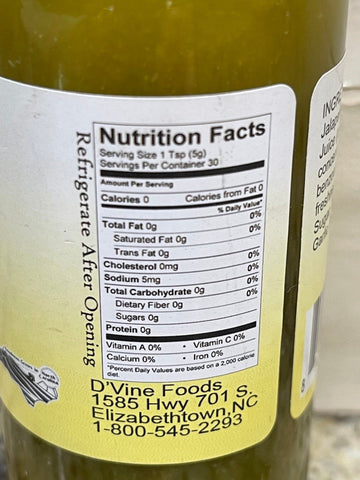 Nutrition Facts
Serving Size 1 Tsp (5g)
Servings Per Container 30
Amount Per Serving
Calories 0 Calories from Fat 0
% Daily Value*
Total Fat 0g 0%
Saturated Fat 0g 0%
Trans Fat 0g 0%
Cholesterol 0mg 0%
Sodium 5mg 0%
Total Carbohydrate 0g 0%
Dietary Fiber 0g 0%
Sugars 0g
Protein 0g
Vitamin A 0% • Vitamin C 0%
Calcium 0% • Iron 0%
*Percent Daily Values are based on a 2,000 calorie
diet.
Refrigerate After Opening
D'Vine Foods
1585 Hwy 701 S.
Elizabethtown, NC
1-800-545-2293